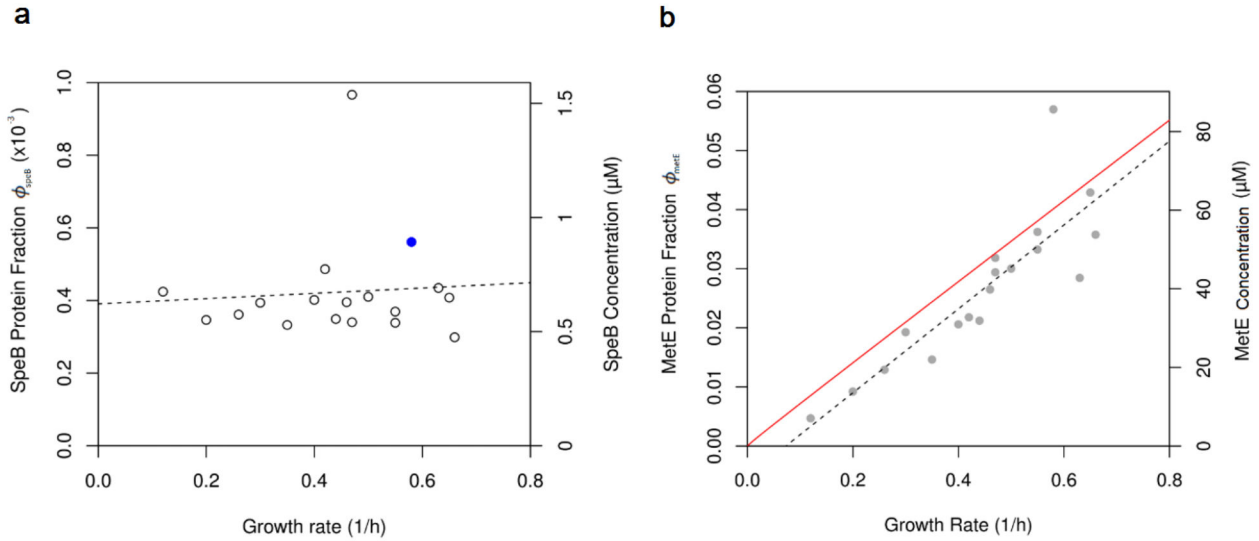 a
SpeB Protein Fraction ϕspeB (x10⁻³)
1.0
0.8
0.6
0.4
0.2
0.0
0.0 0.2 0.4 0.6 0.8
Growth rate (1/h)
1.5
1
0.5
0
SpeB Concentration (µM)
b
MetE Protein Fraction ϕmetE
0.06
0.05
0.04
0.03
0.02
0.01
0.00
0.0 0.2 0.4 0.6 0.8
Growth Rate (1/h)
80
60
40
20
0
MetE Concentration (µM)